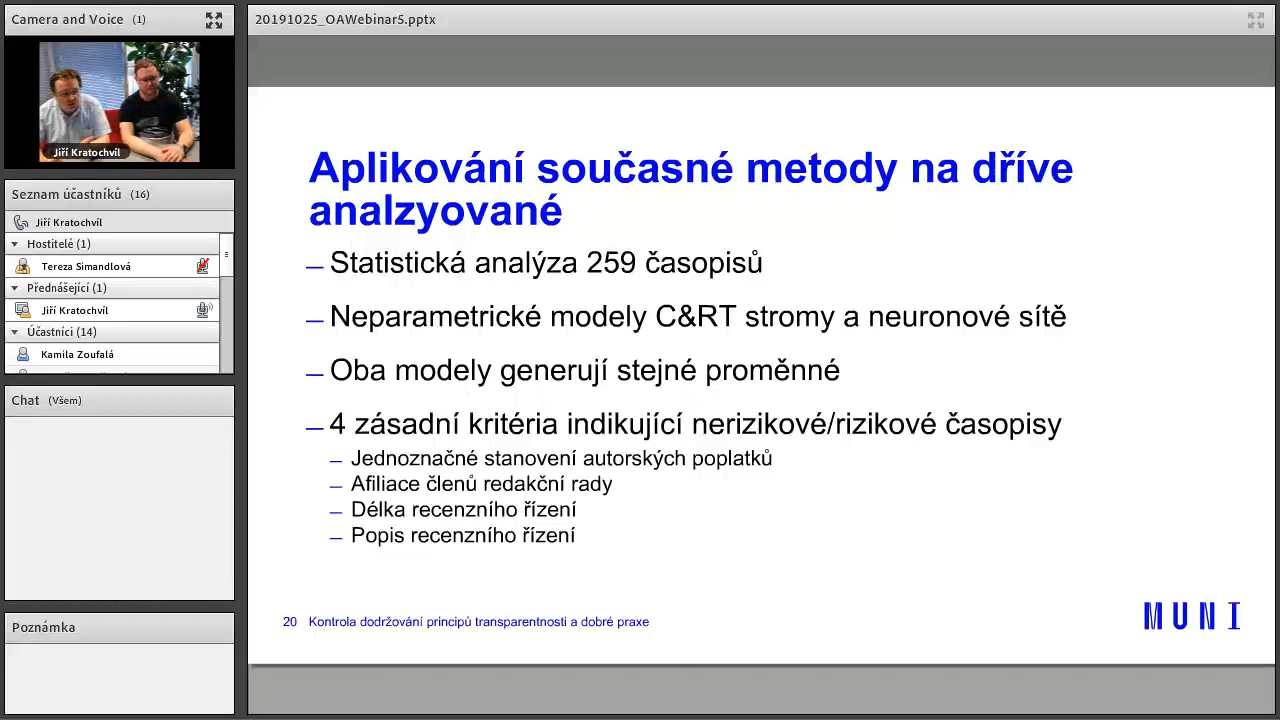 Camera and Voice (1)
Jiří Kratochvíl
Seznam účastníků (16)
Jiří Kratochvíl
Hostitelé (1)
Tereza Simandlová
Přednášející (1)
Jiří Kratochvíl
Účastníci (14)
Kamila Zoufalá
Chat (Všem)
Poznámka
20191025_OAWebinar5.pptx
Aplikování současné metody na dříve
analzyované
– Statistická analýza 259 časopisů
– Neparametrické modely C&RT stromy a neuronové sítě
– Oba modely generují stejné proměnné
– 4 zásadní kritéria indikující nerizikové/rizikové časopisy
– Jednoznačné stanovení autorských poplatků
– Afiliace členů redakční rady
– Délka recenzního řízení
– Popis recenzního řízení
20 Kontrola dodržování principů transparentnosti a dobré praxe
MUNI